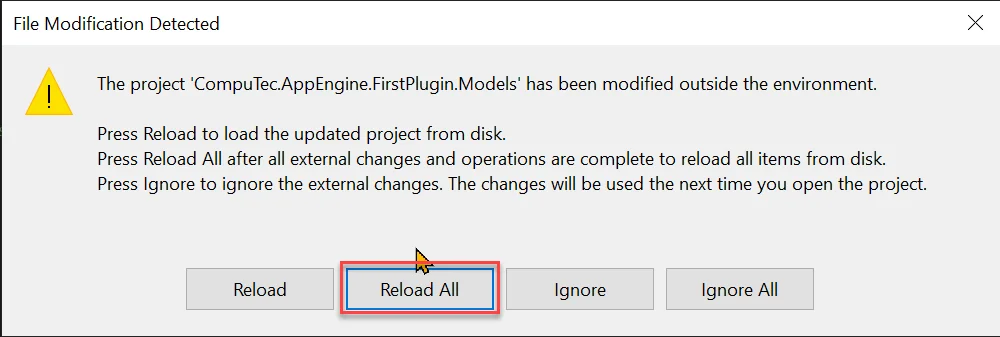 File Modification Detected
The project 'CompuTec.AppEngine.FirstPlugin.Models' has been modified outside the environment.
Press Reload to load the updated project from disk.
Press Reload All after all external changes and operations are complete to reload all items from disk.
Press Ignore to ignore the external changes. The changes will be used the next time you open the project.
Reload
Reload All
Ignore
Ignore All